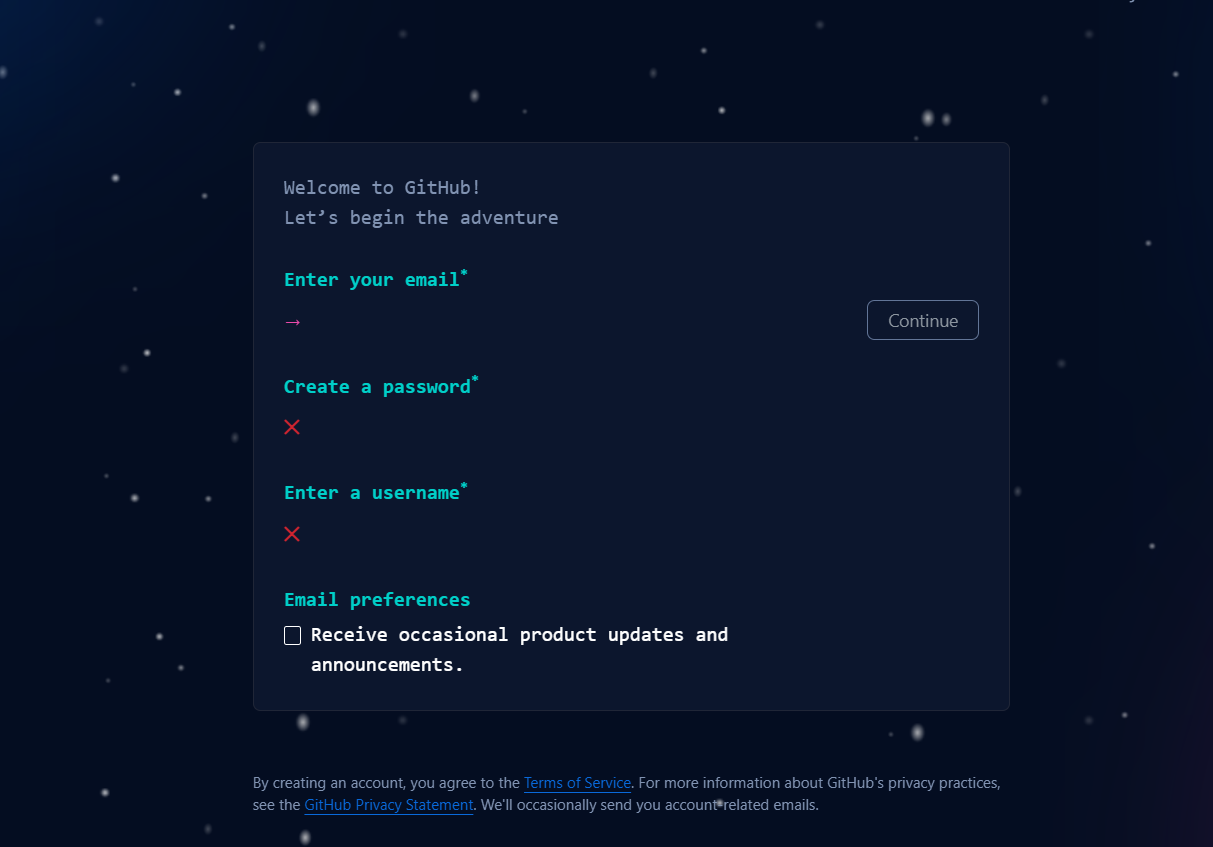 Welcome to GitHub!
Let’s begin the adventure
Enter your email*
→
Continue
Create a password*
Enter a username*
Email preferences
Receive occasional product updates and
announcements.
By creating an account, you agree to the Terms of Service. For more information about GitHub's privacy practices,
see the GitHub Privacy Statement. We'll occasionally send you account-related emails.